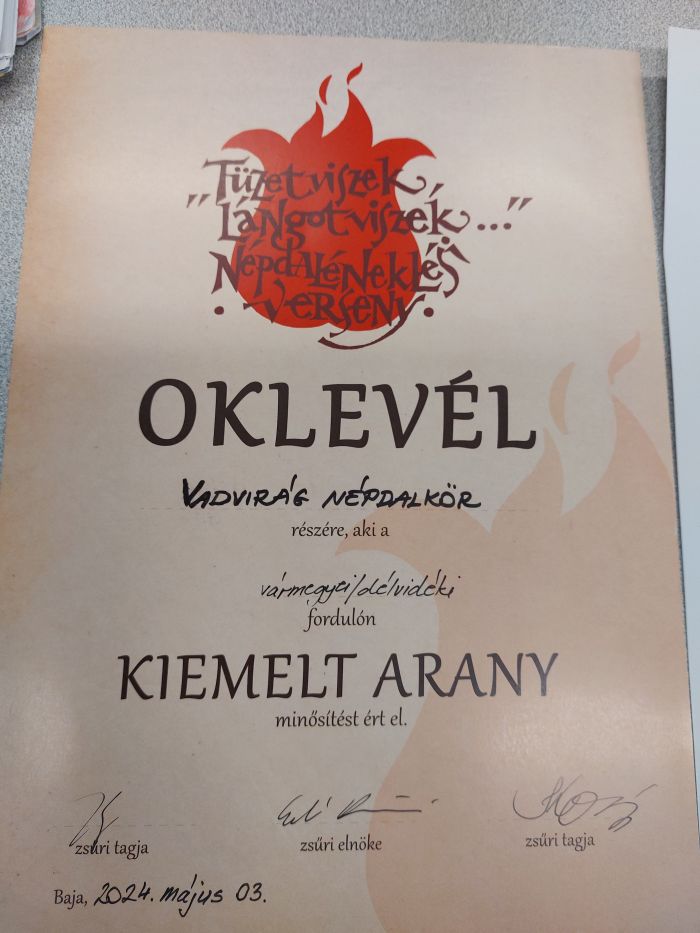 "Tüzet viszek,
Lángot viszek..."
Népdaléneklés
verseny
OKLEVÉL
VADVIRÁG NÉPDALKÖR
részére, aki a
vármegyei/délvidéki
fordulón
KIEMELT ARANY
minősítést ért el.
zsűri tagja
zsűri elnöke
zsűri tagja
Baja, 2024. május 03.